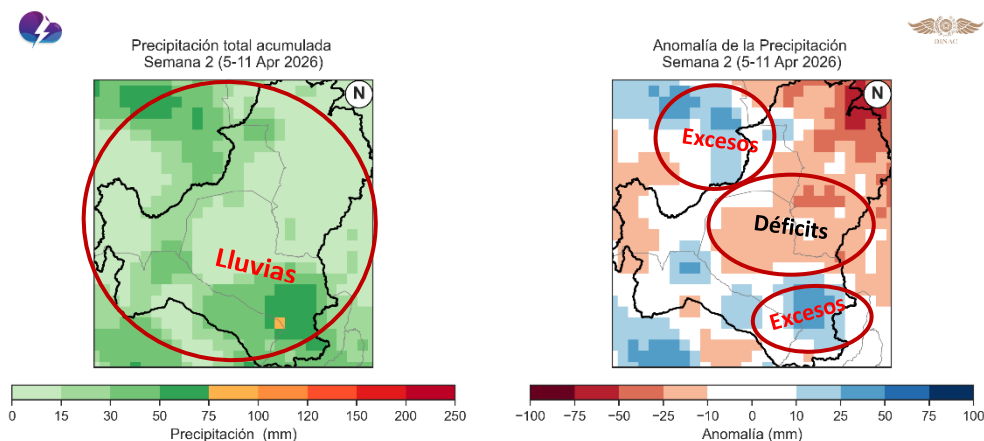 Precipitación total acumulada
Semana 2 (5-11 Apr 2026)
N
Lluvias
0 15 30 50 75 100 120 150 200 250
Precipitación (mm)
DINAC
Anomalía de la Precipitación
Semana 2 (5-11 Apr 2026)
N
Excesos
Déficits
Excesos
−100 −75 −50 −25 −10 0 10 25 50 75 100
Anomalía (mm)